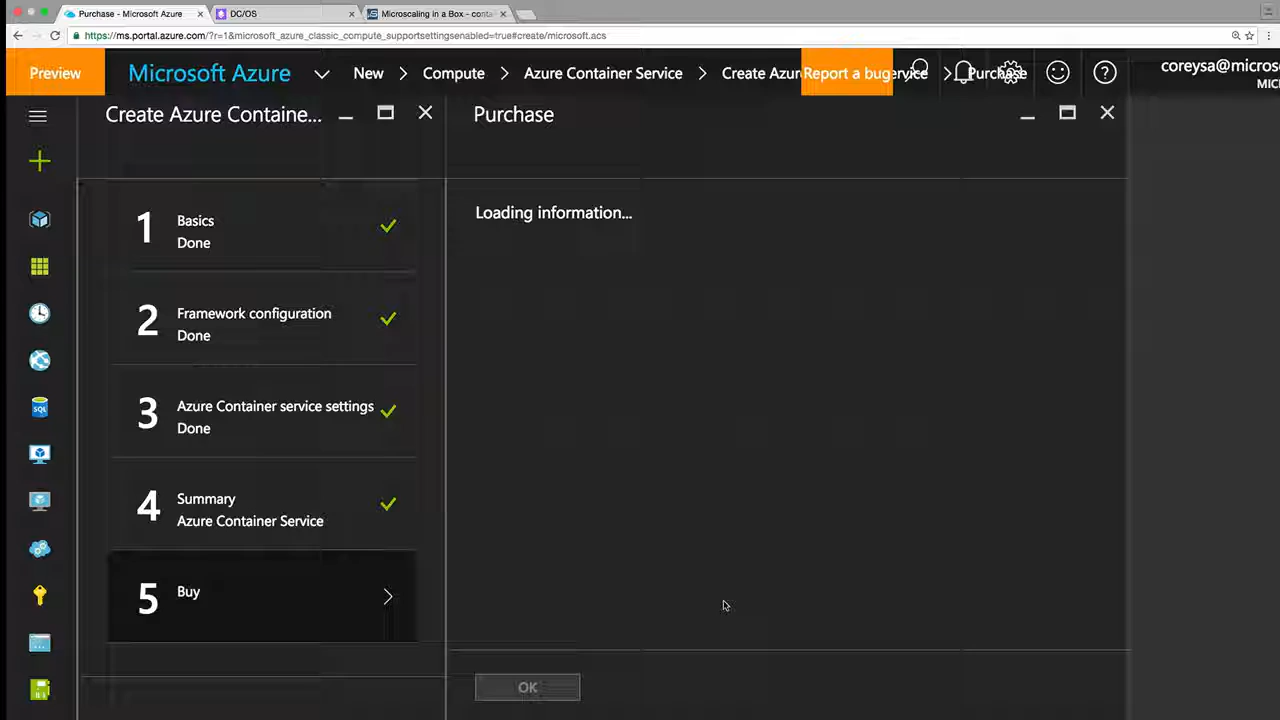 Purchase - Microsoft Azure
DC/OS
Microscaling in a Box – conta
https://ms.portal.azure.com/?r=1&microsoft_azure_classic_compute_supportsettingsenabled=true#create/microsoft.acs
Preview
Microsoft Azure
New
Compute
Azure Container Service
Create Azur
Report a bug
ervice
Purchase
coreysa@micros
MIC
Create Azure Containe...
Purchase
1
Basics
Done
Loading information...
2
Framework configuration
Done
3
Azure Container service settings
Done
4
Summary
Azure Container Service
5
Buy
OK
SQL